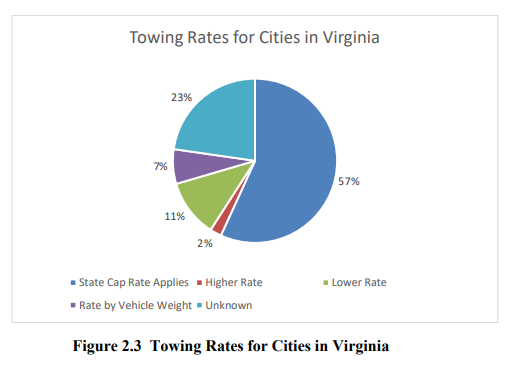 Towing Rates for Cities in Virginia
23%
57%
7%
11%
2%
State Cap Rate Applies Higher Rate Lower Rate
Rate by Vehicle Weight Unknown
Figure 2.3 Towing Rates for Cities in Virginia